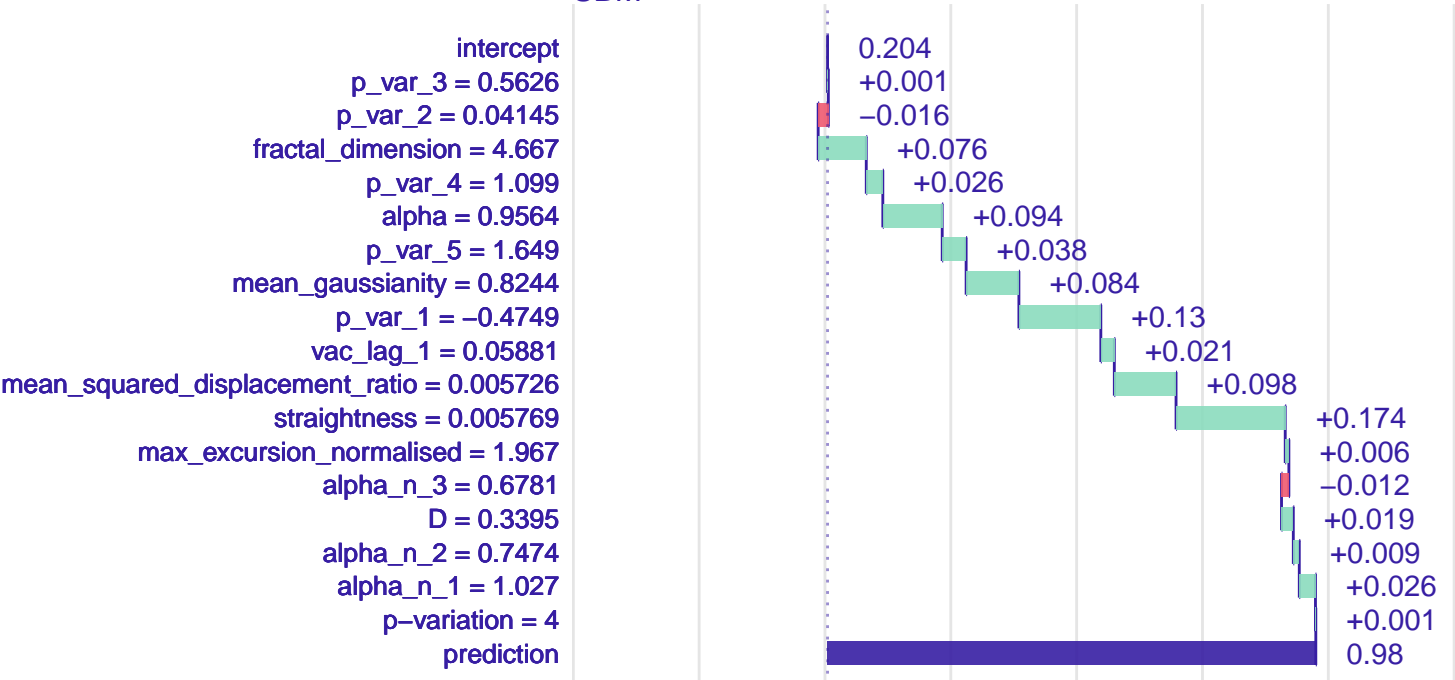 intercept 0.204
p_var_3 = 0.5626 +0.001
p_var_2 = 0.04145 −0.016
fractal_dimension = 4.667 +0.076
p_var_4 = 1.099 +0.026
alpha = 0.9564 +0.094
p_var_5 = 1.649 +0.038
mean_gaussianity = 0.8244 +0.084
p_var_1 = −0.4749 +0.13
vac_lag_1 = 0.05881 +0.021
mean_squared_displacement_ratio = 0.005726 +0.098
straightness = 0.005769 +0.174
max_excursion_normalised = 1.967 +0.006
alpha_n_3 = 0.6781 −0.012
D = 0.3395 +0.019
alpha_n_2 = 0.7474 +0.009
alpha_n_1 = 1.027 +0.026
p−variation = 4 +0.001
prediction 0.98